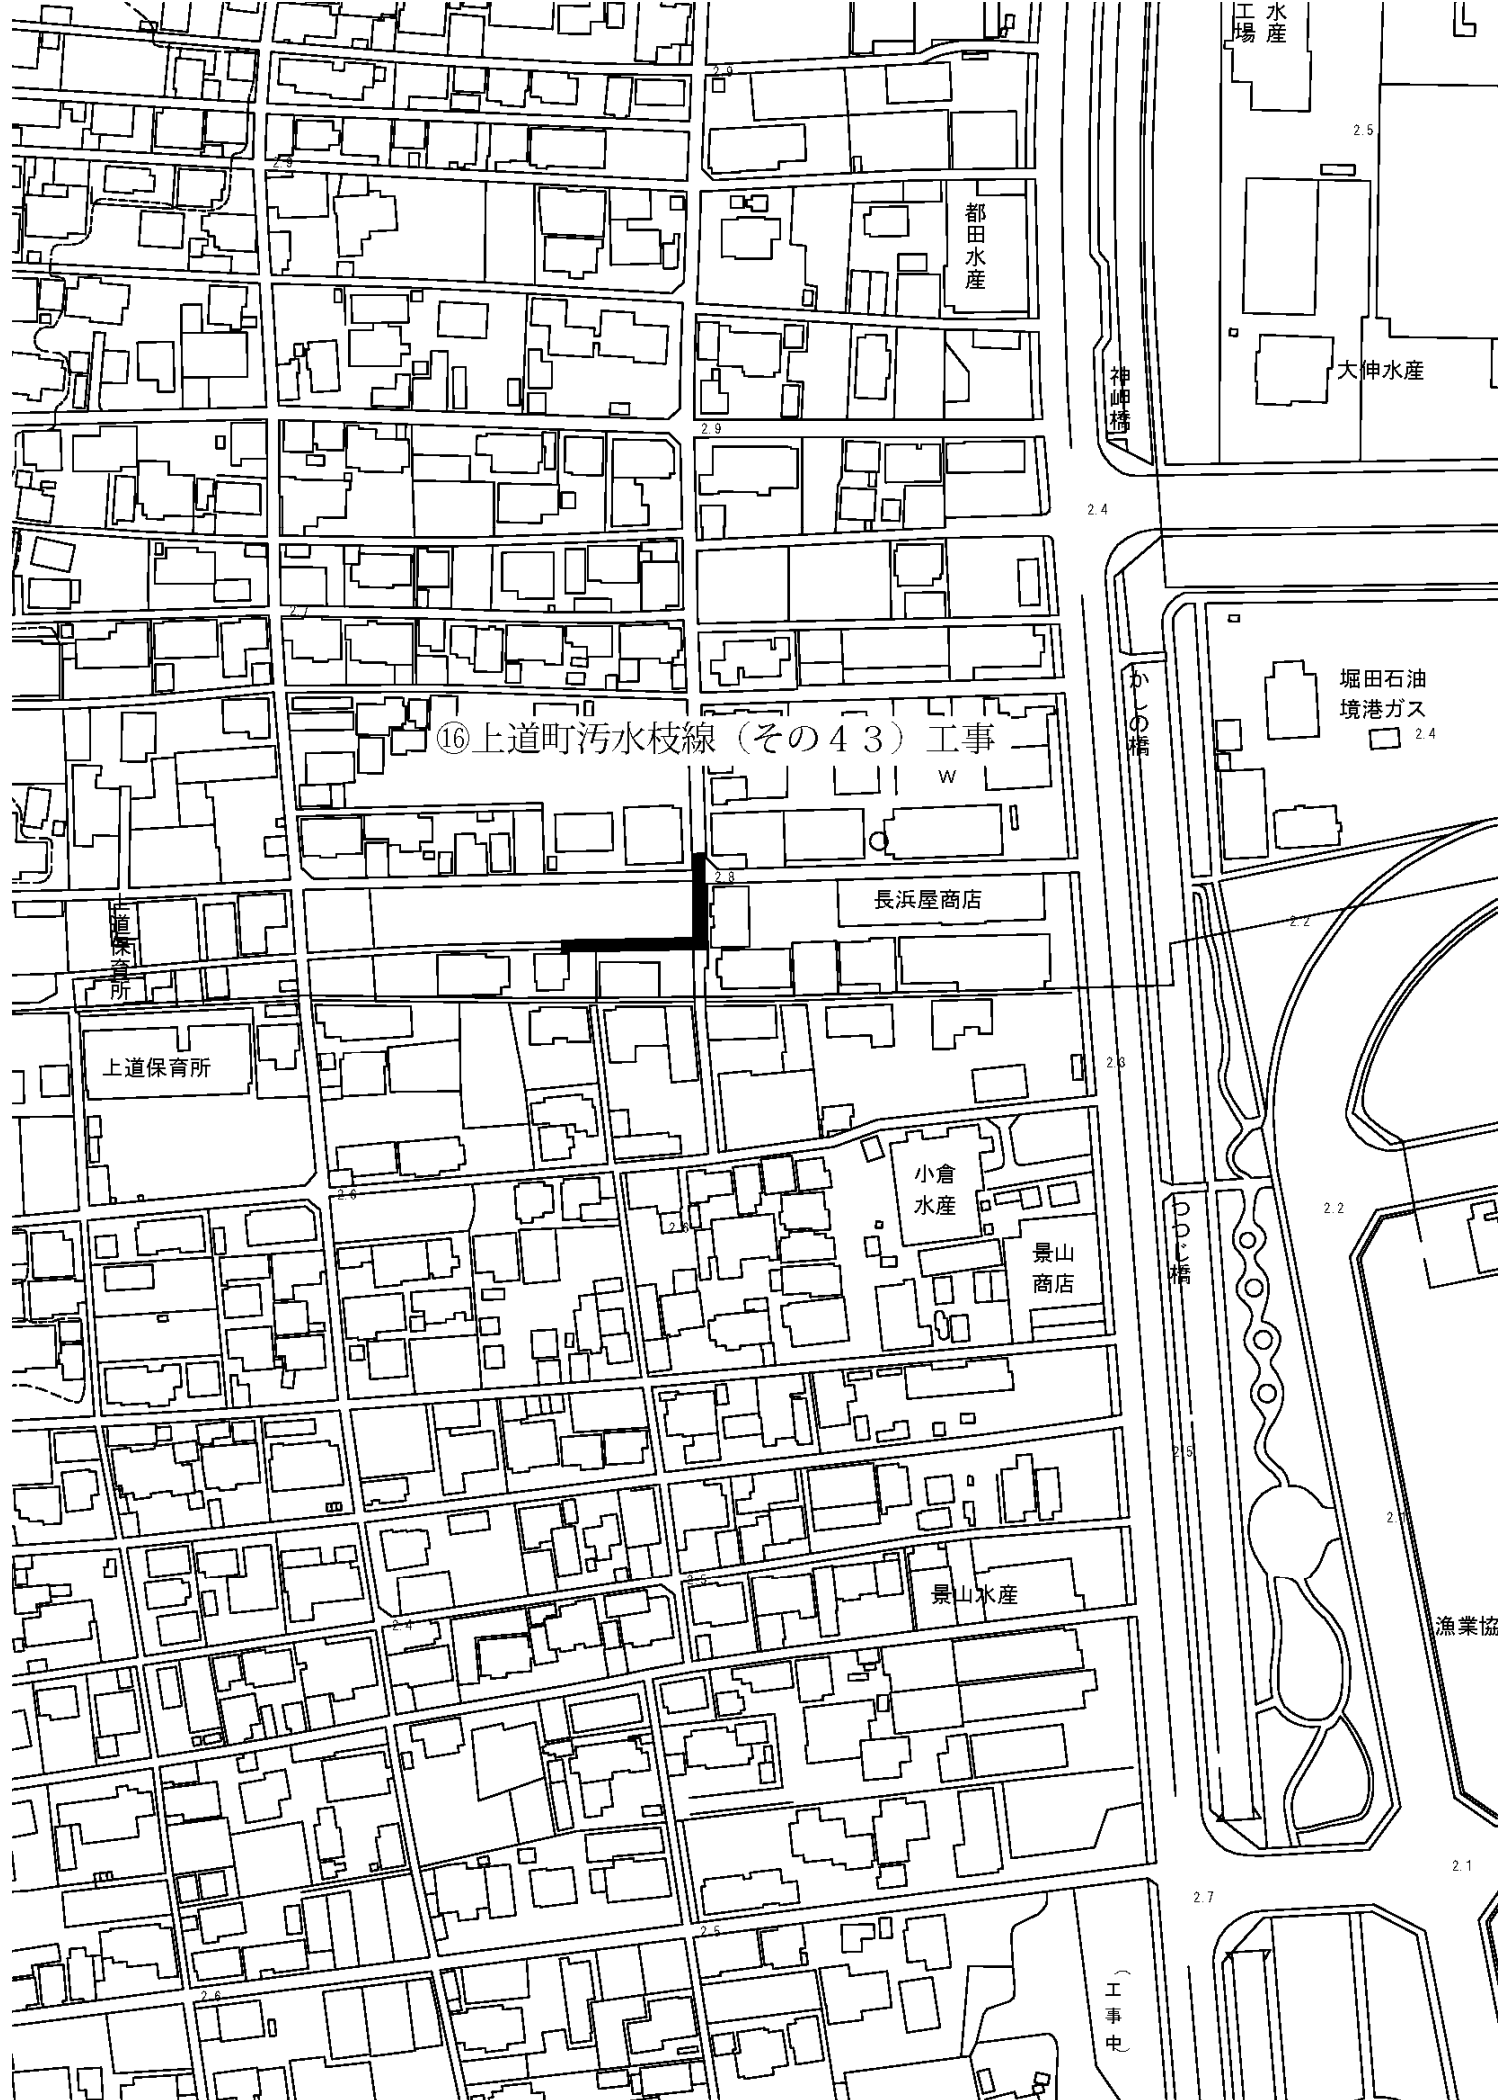 水産
工場
2.9
2.5
2.9
都田水産
大伸水産
神岬橋
2.9
2.4
2.7
かしの橋
堀田石油
境港ガス
2.4
⑯上道町汚水枝線（その４３）工事
W
2.8
長浜屋商店
2.2
上道保育所
上道保育所
2.3
小倉
水産
2.6
2.6
2.2
つつじ橋
景山
商店
2.5
2.5
景山水産
2.4
漁業協
2.1
2.7
2.5
2.6
（工事中）